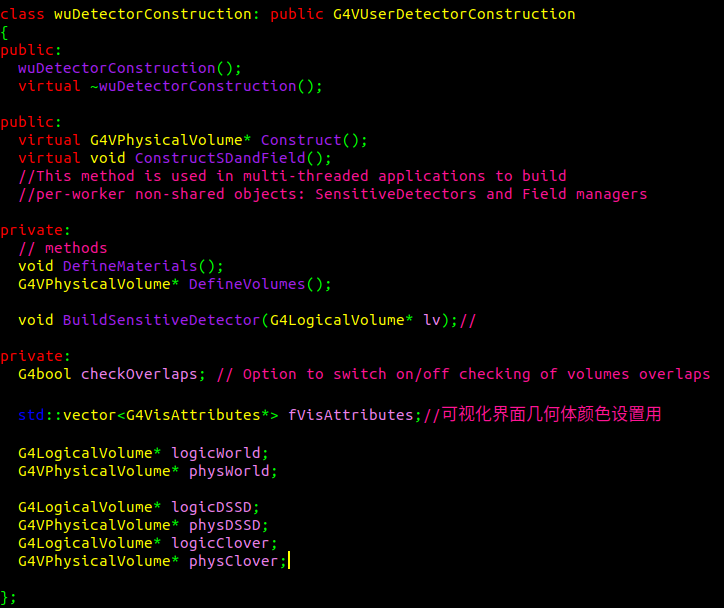 class wuDetectorConstruction: public G4VUserDetectorConstruction
{
public:
  wuDetectorConstruction();
  virtual ~wuDetectorConstruction();

public:
  virtual G4VPhysicalVolume* Construct();
  virtual void ConstructSDandField();
  //This method is used in multi-threaded applications to build
  //per-worker non-shared objects: SensitiveDetectors and Field managers

private:
  // methods
  void DefineMaterials();
  G4VPhysicalVolume* DefineVolumes();

  void BuildSensitiveDetector(G4LogicalVolume* lv);//

private:
  G4bool checkOverlaps; // Option to switch on/off checking of volumes overlaps

  std::vector<G4VisAttributes*> fVisAttributes;//可视化界面几何体颜色设置用

  G4LogicalVolume* logicWorld;
  G4VPhysicalVolume* physWorld;

  G4LogicalVolume* logicDSSD;
  G4VPhysicalVolume* physDSSD;
  G4LogicalVolume* logicClover;
  G4VPhysicalVolume* physClover;

};